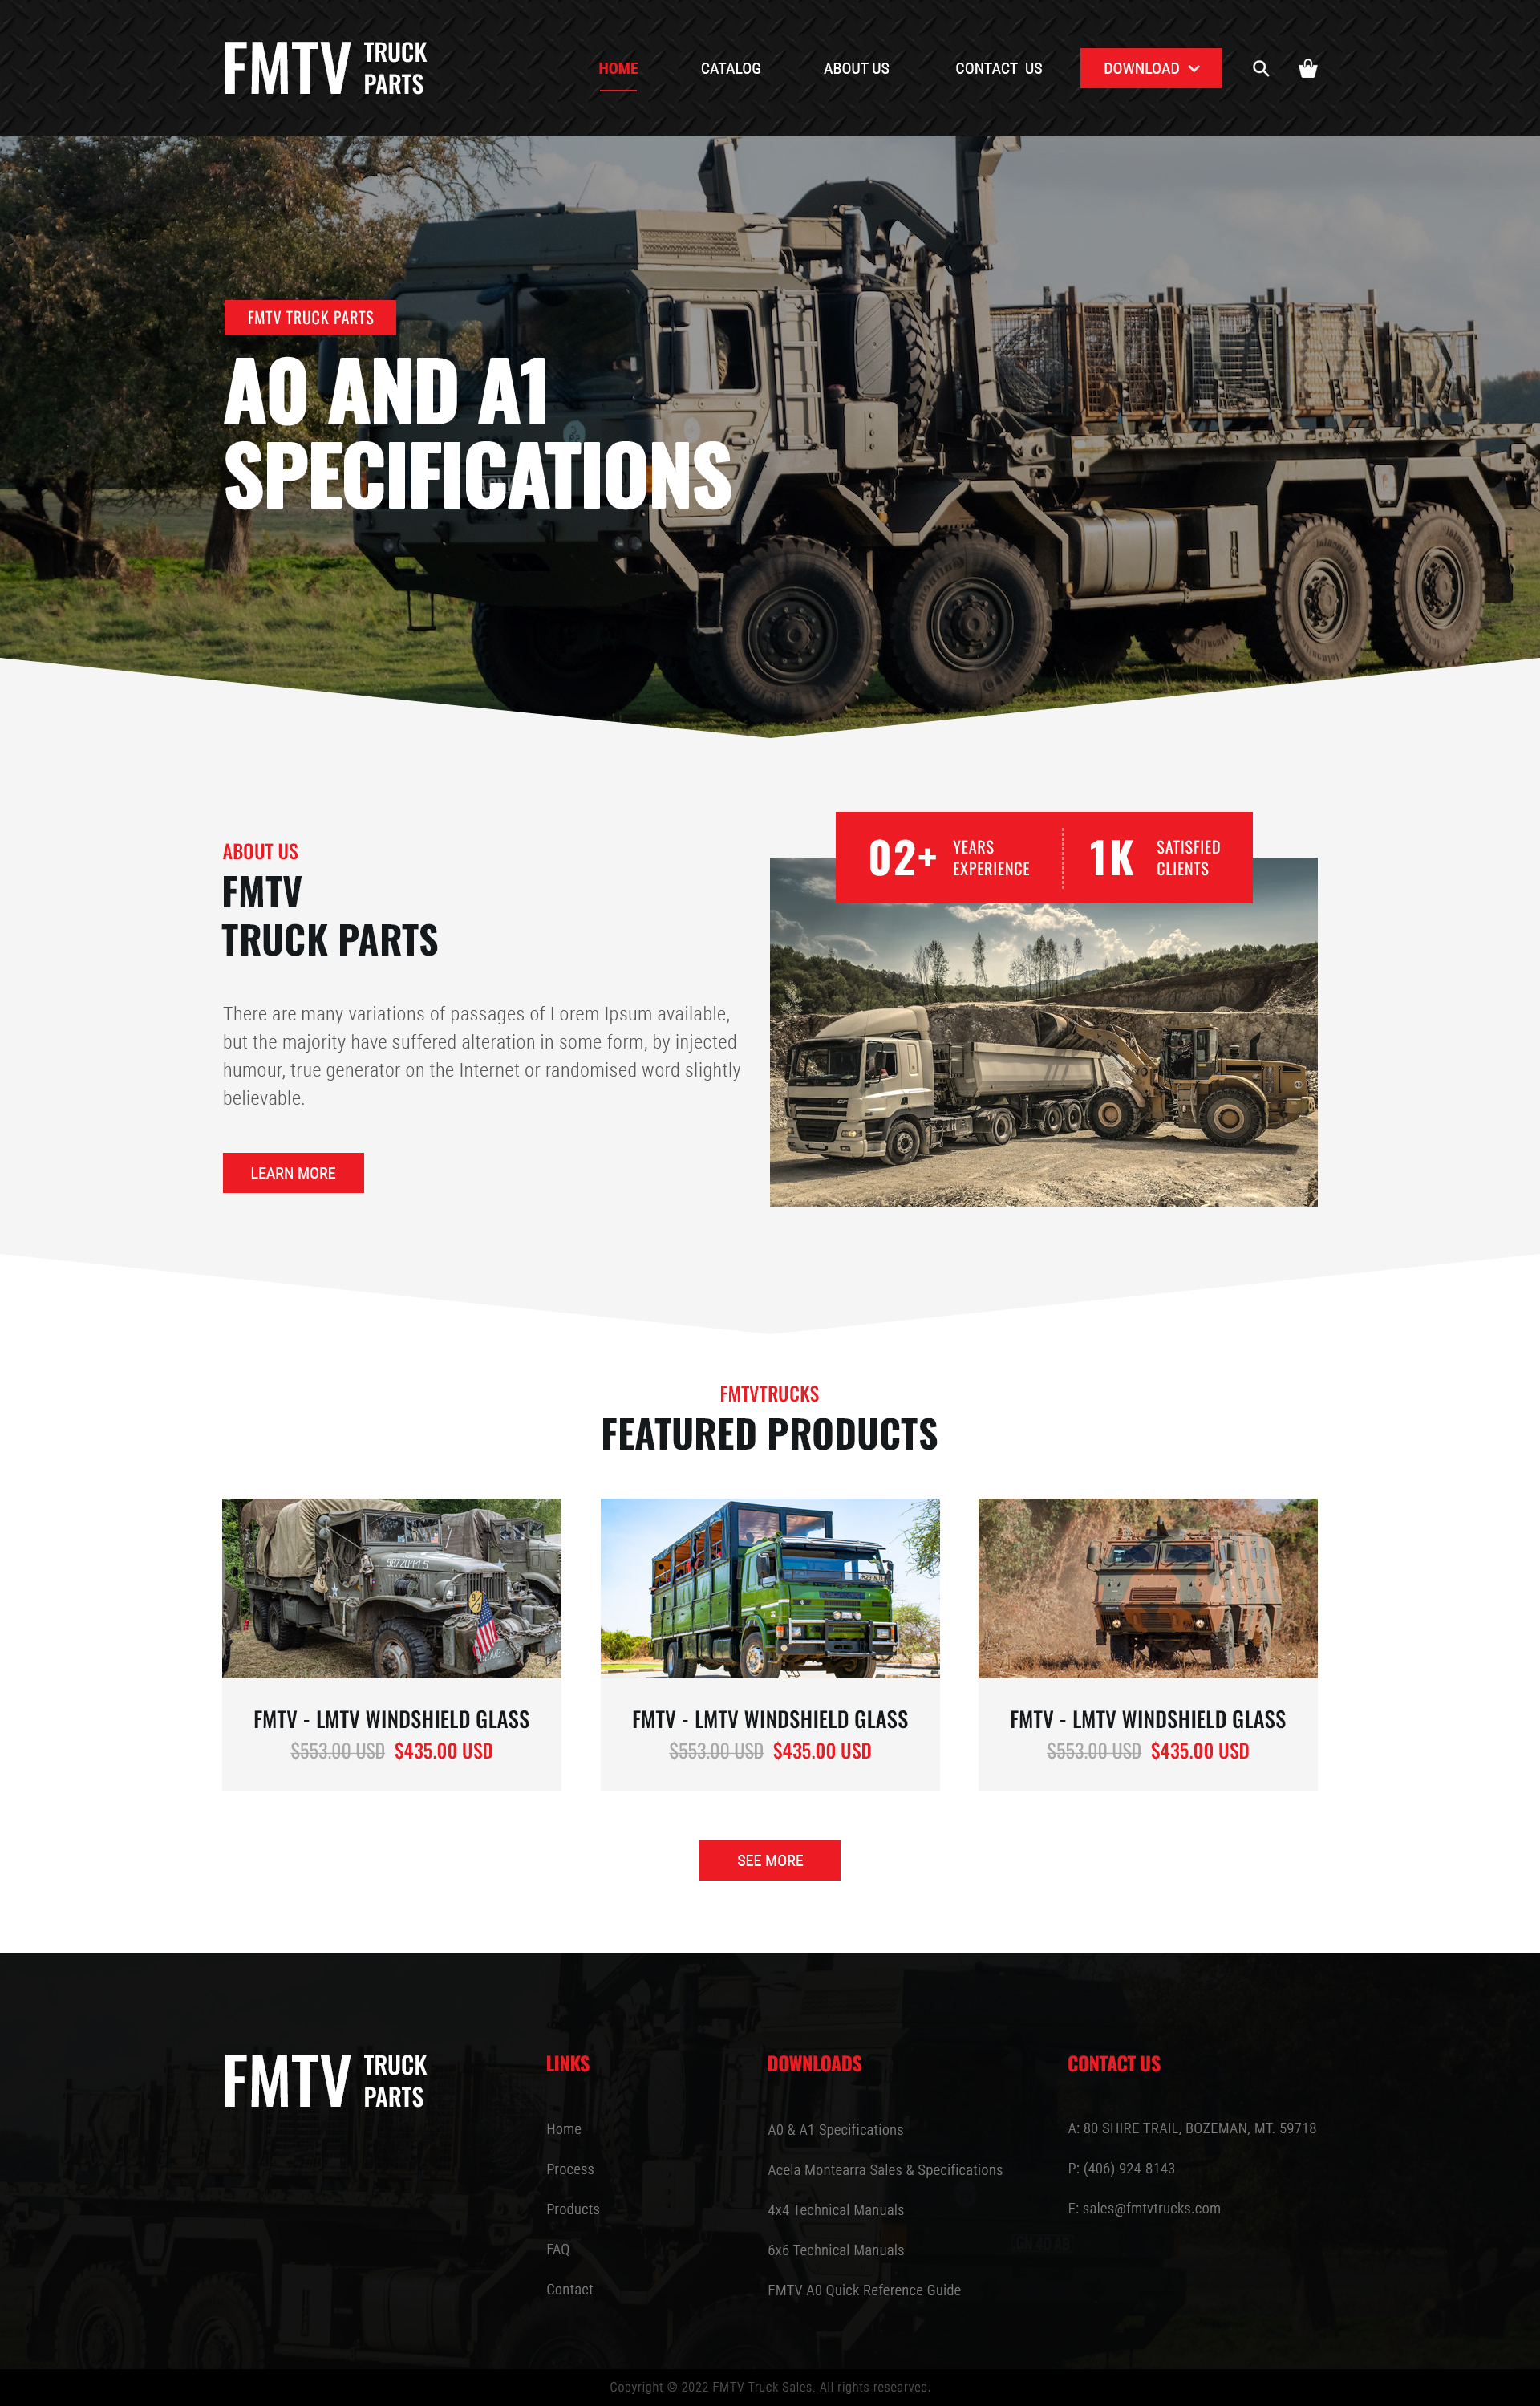 FMTV TRUCK
PARTS
HOME CATALOG ABOUT US CONTACT US DOWNLOAD
FMTV TRUCK PARTS
A0 AND A1
SPECIFICATIONS
02+ YEARS
EXPERIENCE
1K SATISFIED
CLIENTS
ABOUT US
FMTV
TRUCK PARTS
There are many variations of passages of Lorem Ipsum available,
but the majority have suffered alteration in some form, by injected
humour, true generator on the Internet or randomised word slightly
believable.
LEARN MORE
FMTVTRUCKS
FEATURED PRODUCTS
FMTV - LMTV WINDSHIELD GLASS
$553.00 USD $435.00 USD
FMTV - LMTV WINDSHIELD GLASS
$553.00 USD $435.00 USD
FMTV - LMTV WINDSHIELD GLASS
$553.00 USD $435.00 USD
SEE MORE
FMTV TRUCK
PARTS
LINKS
Home
Process
Products
FAQ
Contact
DOWNLOADS
A0 & A1 Specifications
Acela Montearra Sales & Specifications
4x4 Technical Manuals
6x6 Technical Manuals
FMTV A0 Quick Reference Guide
CONTACT US
A: 80 SHIRE TRAIL, BOZEMAN, MT. 59718
P: (406) 924-8143
E: sales@fmtvtrucks.com
Copyright © 2022 FMTV Truck Sales. All rights researved.